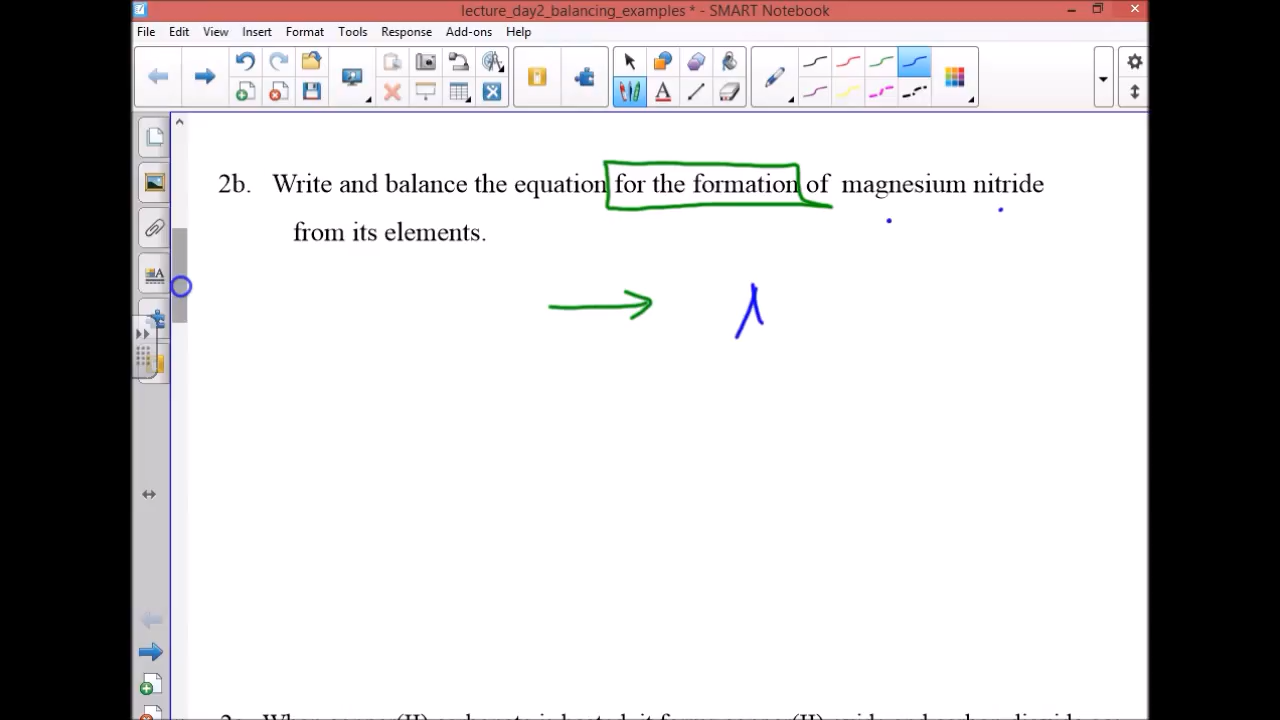 lecture_day2_balancing_examples * - SMART Notebook
File Edit View Insert Format Tools Response Add-ons Help
2b. Write and balance the equation for the formation of magnesium nitride
from its elements.